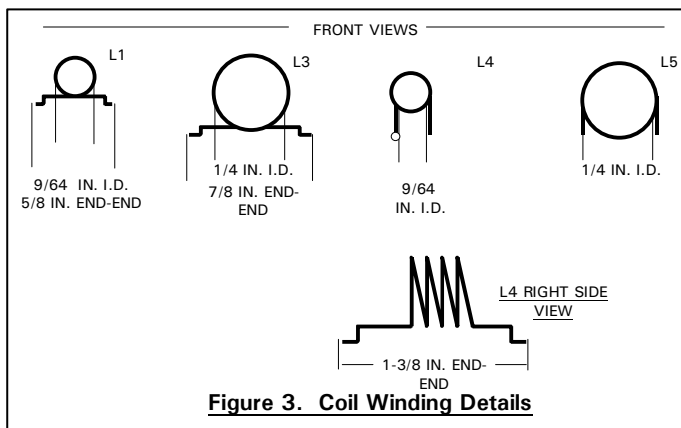 FRONT VIEWS
L1
L3
L4
L5
9/64 IN. I.D.
5/8 IN. END-END
1/4 IN. I.D.
7/8 IN. END-
END
9/64
IN. I.D.
1/4 IN. I.D.
L4 RIGHT SIDE
VIEW
1-3/8 IN. END-
END
Figure 3. Coil Winding Details